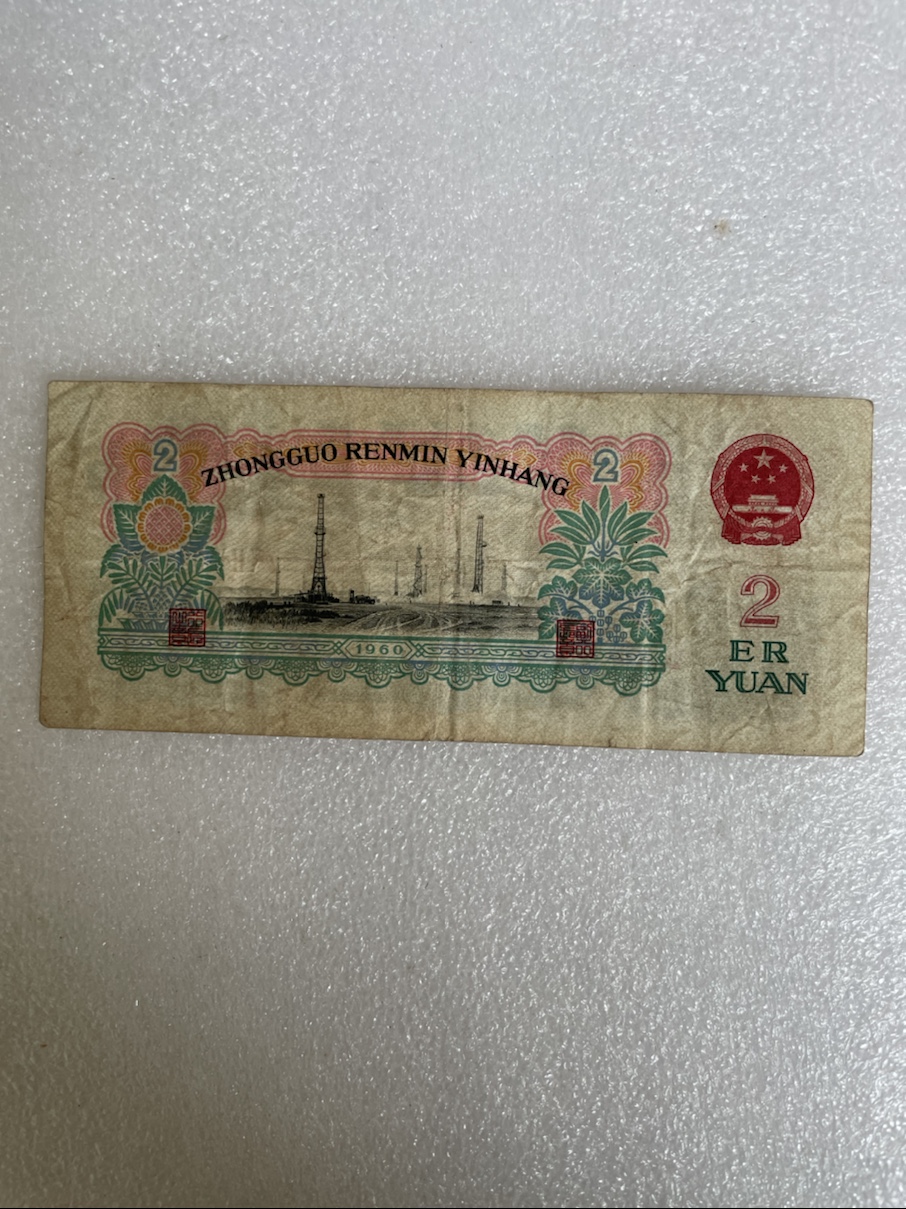 2
ZHONGGUO RENMIN YINHANG
2
1960
2
ER
YUAN